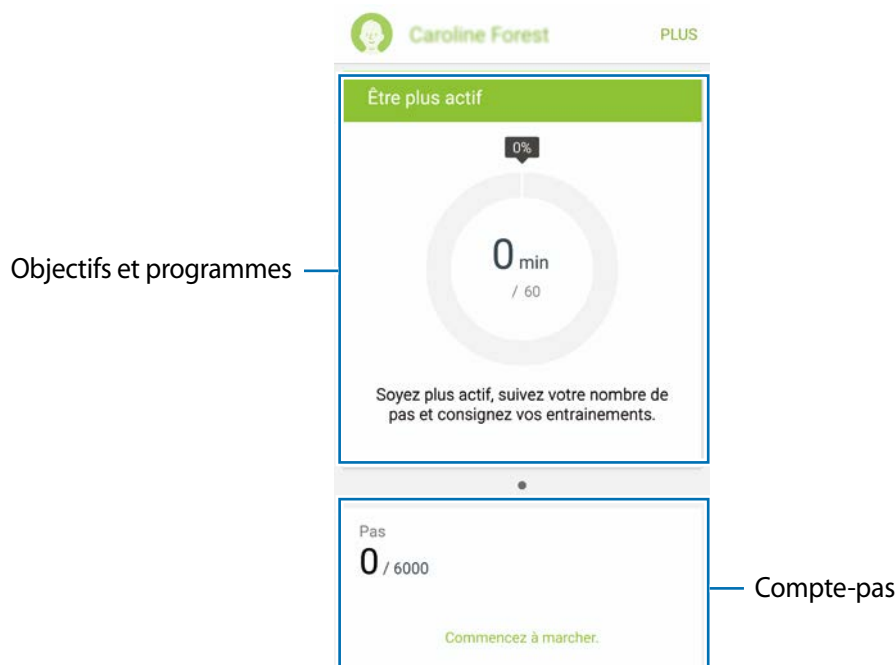 Caroline Forest
PLUS
Être plus actif
0%
0 min
/ 60
Objectifs et programmes
Soyez plus actif, suivez votre nombre de
pas et consignez vos entrainements.
Pas
0 / 6000
Compte-pas
Commencez à marcher.